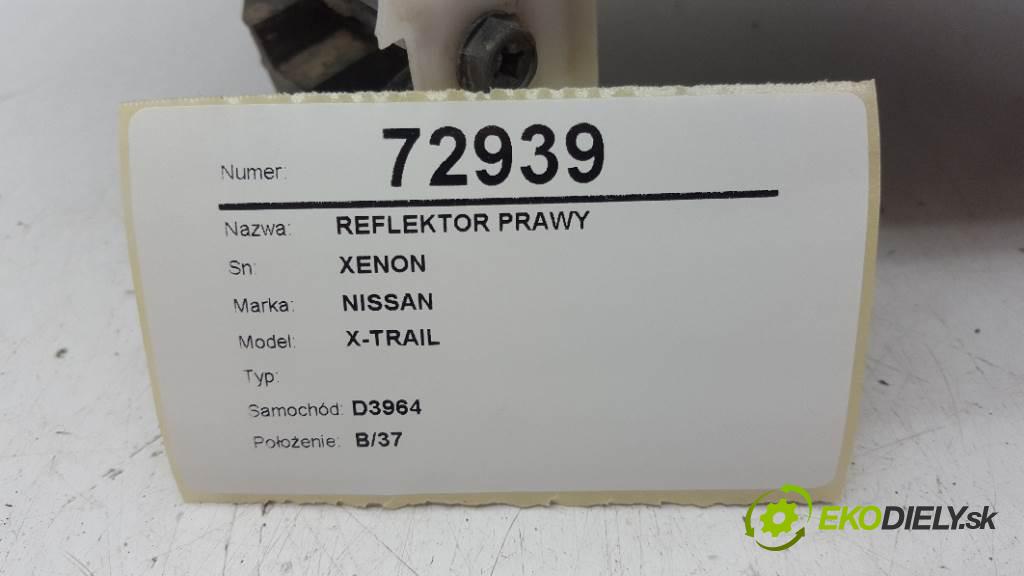 Numer: 72939
Nazwa: REFLEKTOR PRAWY
Sn: XENON
Marka: NISSAN
Model: X-TRAIL
Typ:
Samochód: D3964
Położenie: B/37
EKODIELY.sk